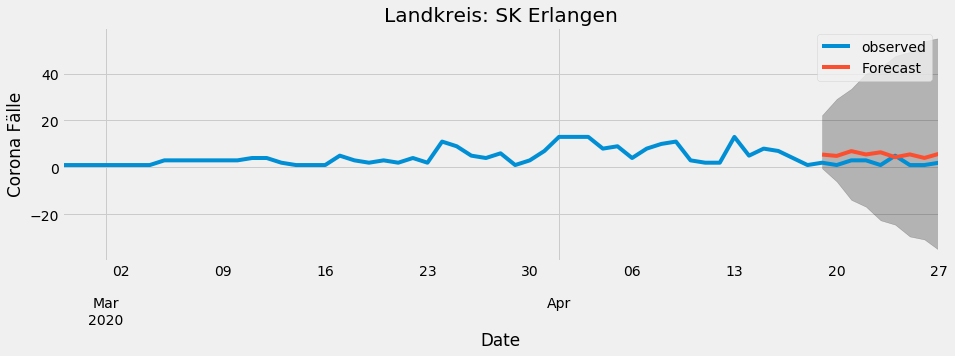 Landkreis: SK Erlangen
observed
Forecast
Corona Fälle
40
20
0
−20
02 09 16 23 30 06 13 20 27
Mar Apr
2020
Date